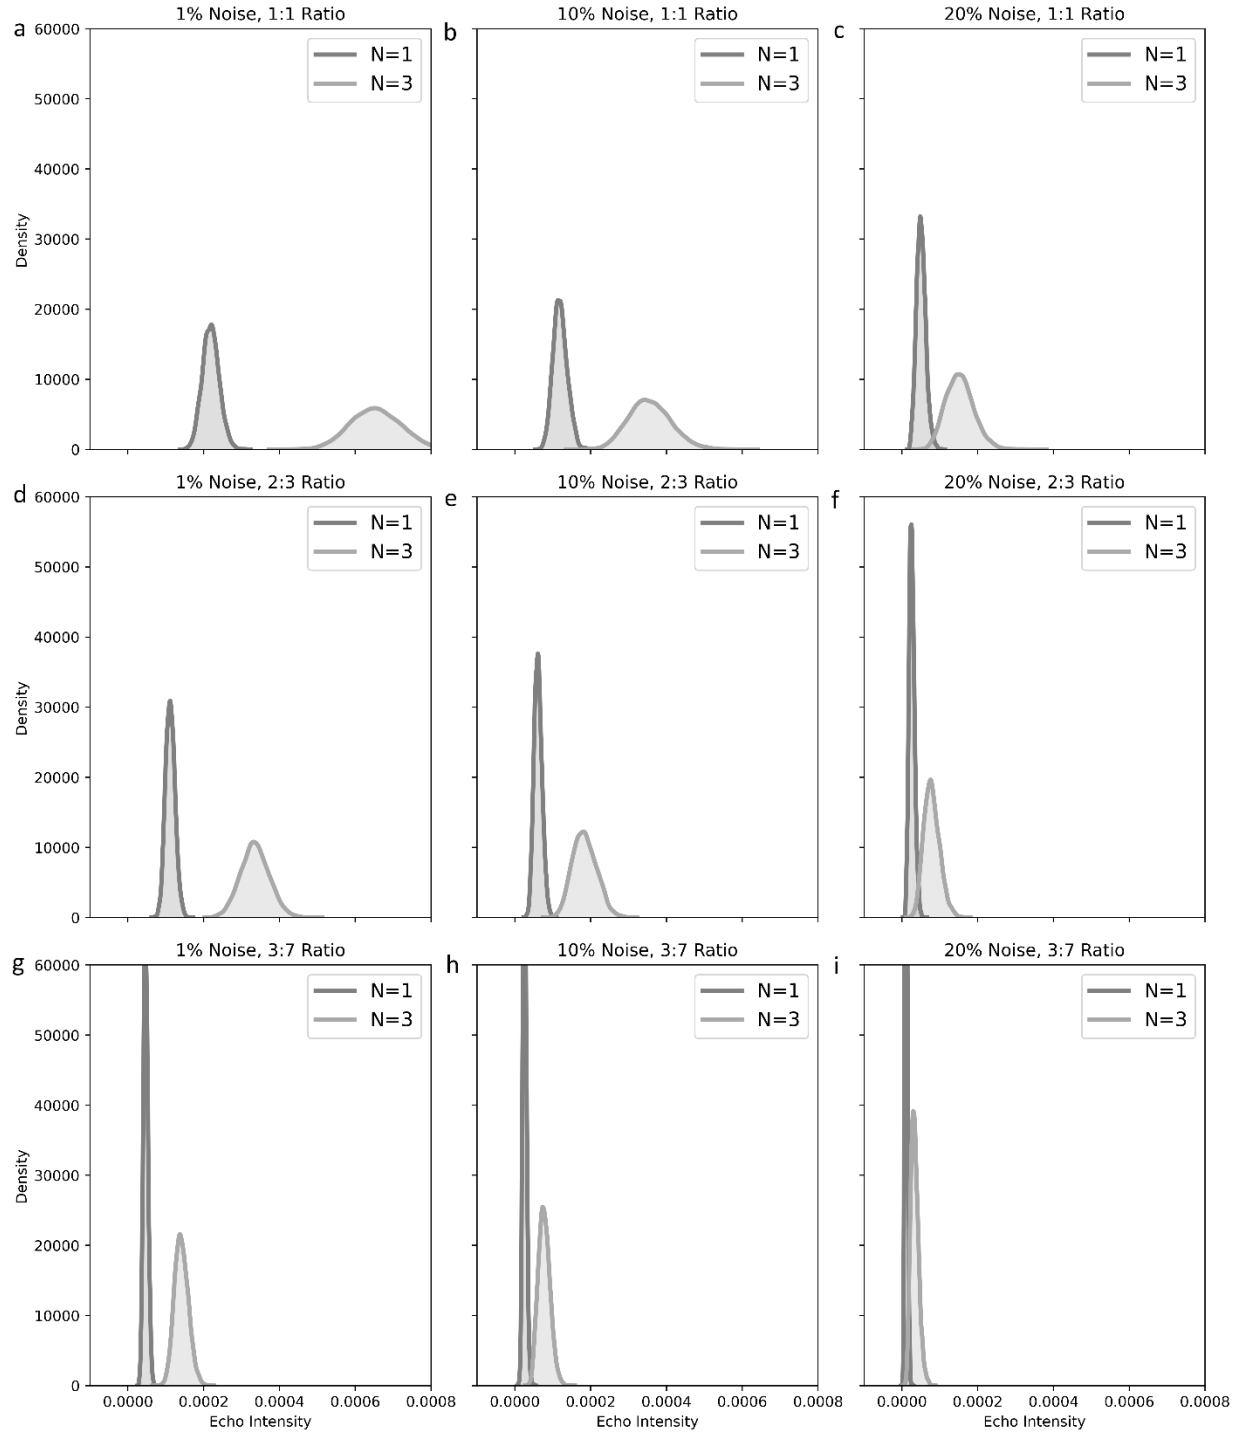 a
1% Noise, 1:1 Ratio
60000
50000
40000
30000
20000
10000
0
Density
N=1
N=3
b
10% Noise, 1:1 Ratio
N=1
N=3
c
20% Noise, 1:1 Ratio
N=1
N=3
d
1% Noise, 2:3 Ratio
60000
50000
40000
30000
20000
10000
0
Density
N=1
N=3
e
10% Noise, 2:3 Ratio
N=1
N=3
f
20% Noise, 2:3 Ratio
N=1
N=3
g
1% Noise, 3:7 Ratio
60000
50000
40000
30000
20000
10000
0
Density
N=1
N=3
0.0000 0.0002 0.0004 0.0006 0.0008
Echo Intensity
h
10% Noise, 3:7 Ratio
N=1
N=3
0.0000 0.0002 0.0004 0.0006 0.0008
Echo Intensity
i
20% Noise, 3:7 Ratio
N=1
N=3
0.0000 0.0002 0.0004 0.0006 0.0008
Echo Intensity